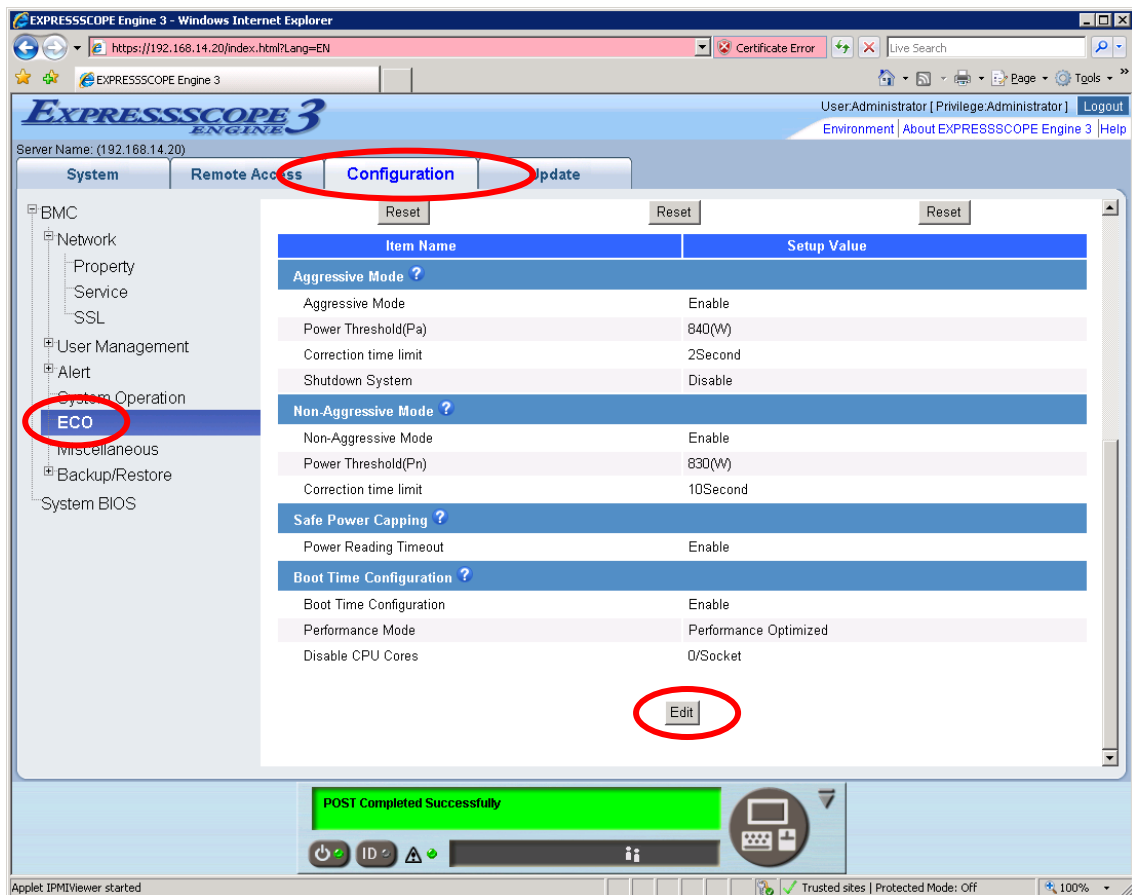 EXPRESSSCOPE Engine 3 - Windows Internet Explorer
https://192.168.14.20/index.html?Lang=EN
Certificate Error
Live Search
EXPRESSSCOPE Engine 3
Page
Tools
»
EXPRESSSCOPE
ENGINE 3
User:Administrator [ Privilege:Administrator ] Logout
Environment | About EXPRESSSCOPE Engine 3 | Help
Server Name: (192.168.14.20)
System Remote Access Configuration Update
BMC
Network
Property
Service
SSL
User Management
Alert
System Operation
ECO
Miscellaneous
Backup/Restore
System BIOS
Reset Reset Reset
Item Name Setup Value
Aggressive Mode ?
Aggressive Mode Enable
Power Threshold(Pa) 840(W)
Correction time limit 2Second
Shutdown System Disable
Non-Aggressive Mode ?
Non-Aggressive Mode Enable
Power Threshold(Pn) 830(W)
Correction time limit 10Second
Safe Power Capping ?
Power Reading Timeout Enable
Boot Time Configuration ?
Boot Time Configuration Enable
Performance Mode Performance Optimized
Disable CPU Cores 0/Socket
Edit
POST Completed Successfully
ID
Applet IPMIViewer started
Trusted sites | Protected Mode: Off
100%